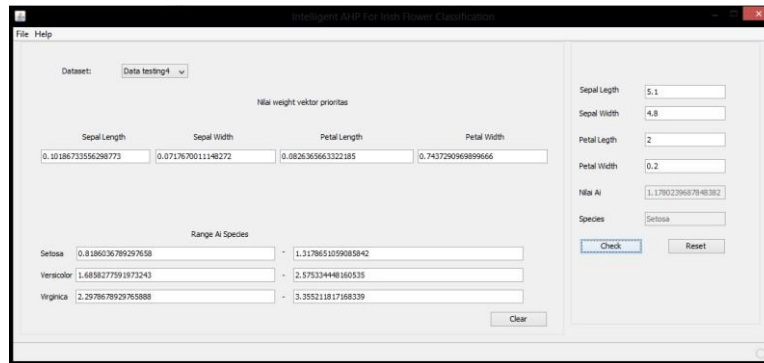 Intelligent AHP For Irish Flower Classification
File Help
Dataset: Data testing4
Nilai weight vektor prioritas
Sepal Length Sepal Width Petal Length Petal Width
0.10186733556298773 0.0717670011148272 0.0826365663322185 0.7437290969899666
Range Ai Species
Setosa 0.8186036789297658 - 1.3178651059085842
Versicolor 1.6858277591973243 - 2.575334448160535
Virginica 2.2978678929765888 - 3.355211817168339
Clear
Sepal Legth 5.1
Sepal Width 4.8
Petal Legth 2
Petal Width 0.2
Nilai Ai 1.1780239687848382
Species Setosa
Check Reset